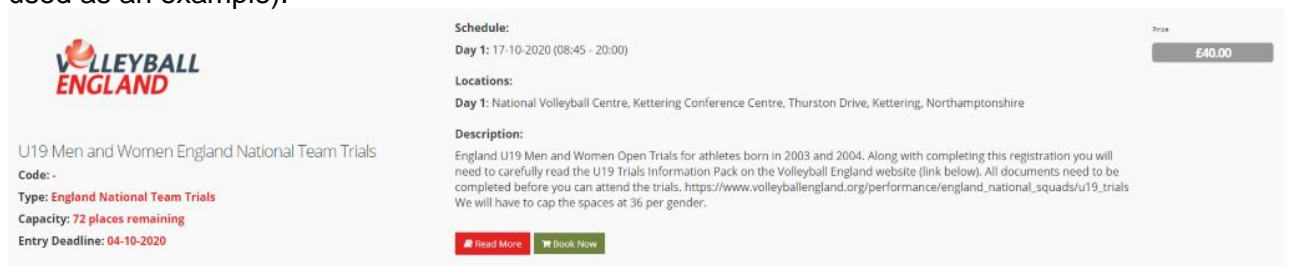 used as an example).
VOLLEYBALL
ENGLAND
U19 Men and Women England National Team Trials
Code: -
Type: England National Team Trials
Capacity: 72 places remaining
Entry Deadline: 04-10-2020
Schedule:
Day 1: 17-10-2020 (08:45 - 20:00)
Locations:
Day 1: National Volleyball Centre, Kettering Conference Centre, Thurston Drive, Kettering, Northamptonshire
Description:
England U19 Men and Women Open Trials for athletes born in 2003 and 2004. Along with completing this registration you will
need to carefully read the U19 Trials Information Pack on the Volleyball England website (link below). All documents need to be
completed before you can attend the trials. https://www.volleyballengland.org/performance/england_national_squads/u19_trials
We will have to cap the spaces at 36 per gender.
Read More
Book Now
Price
£40.00